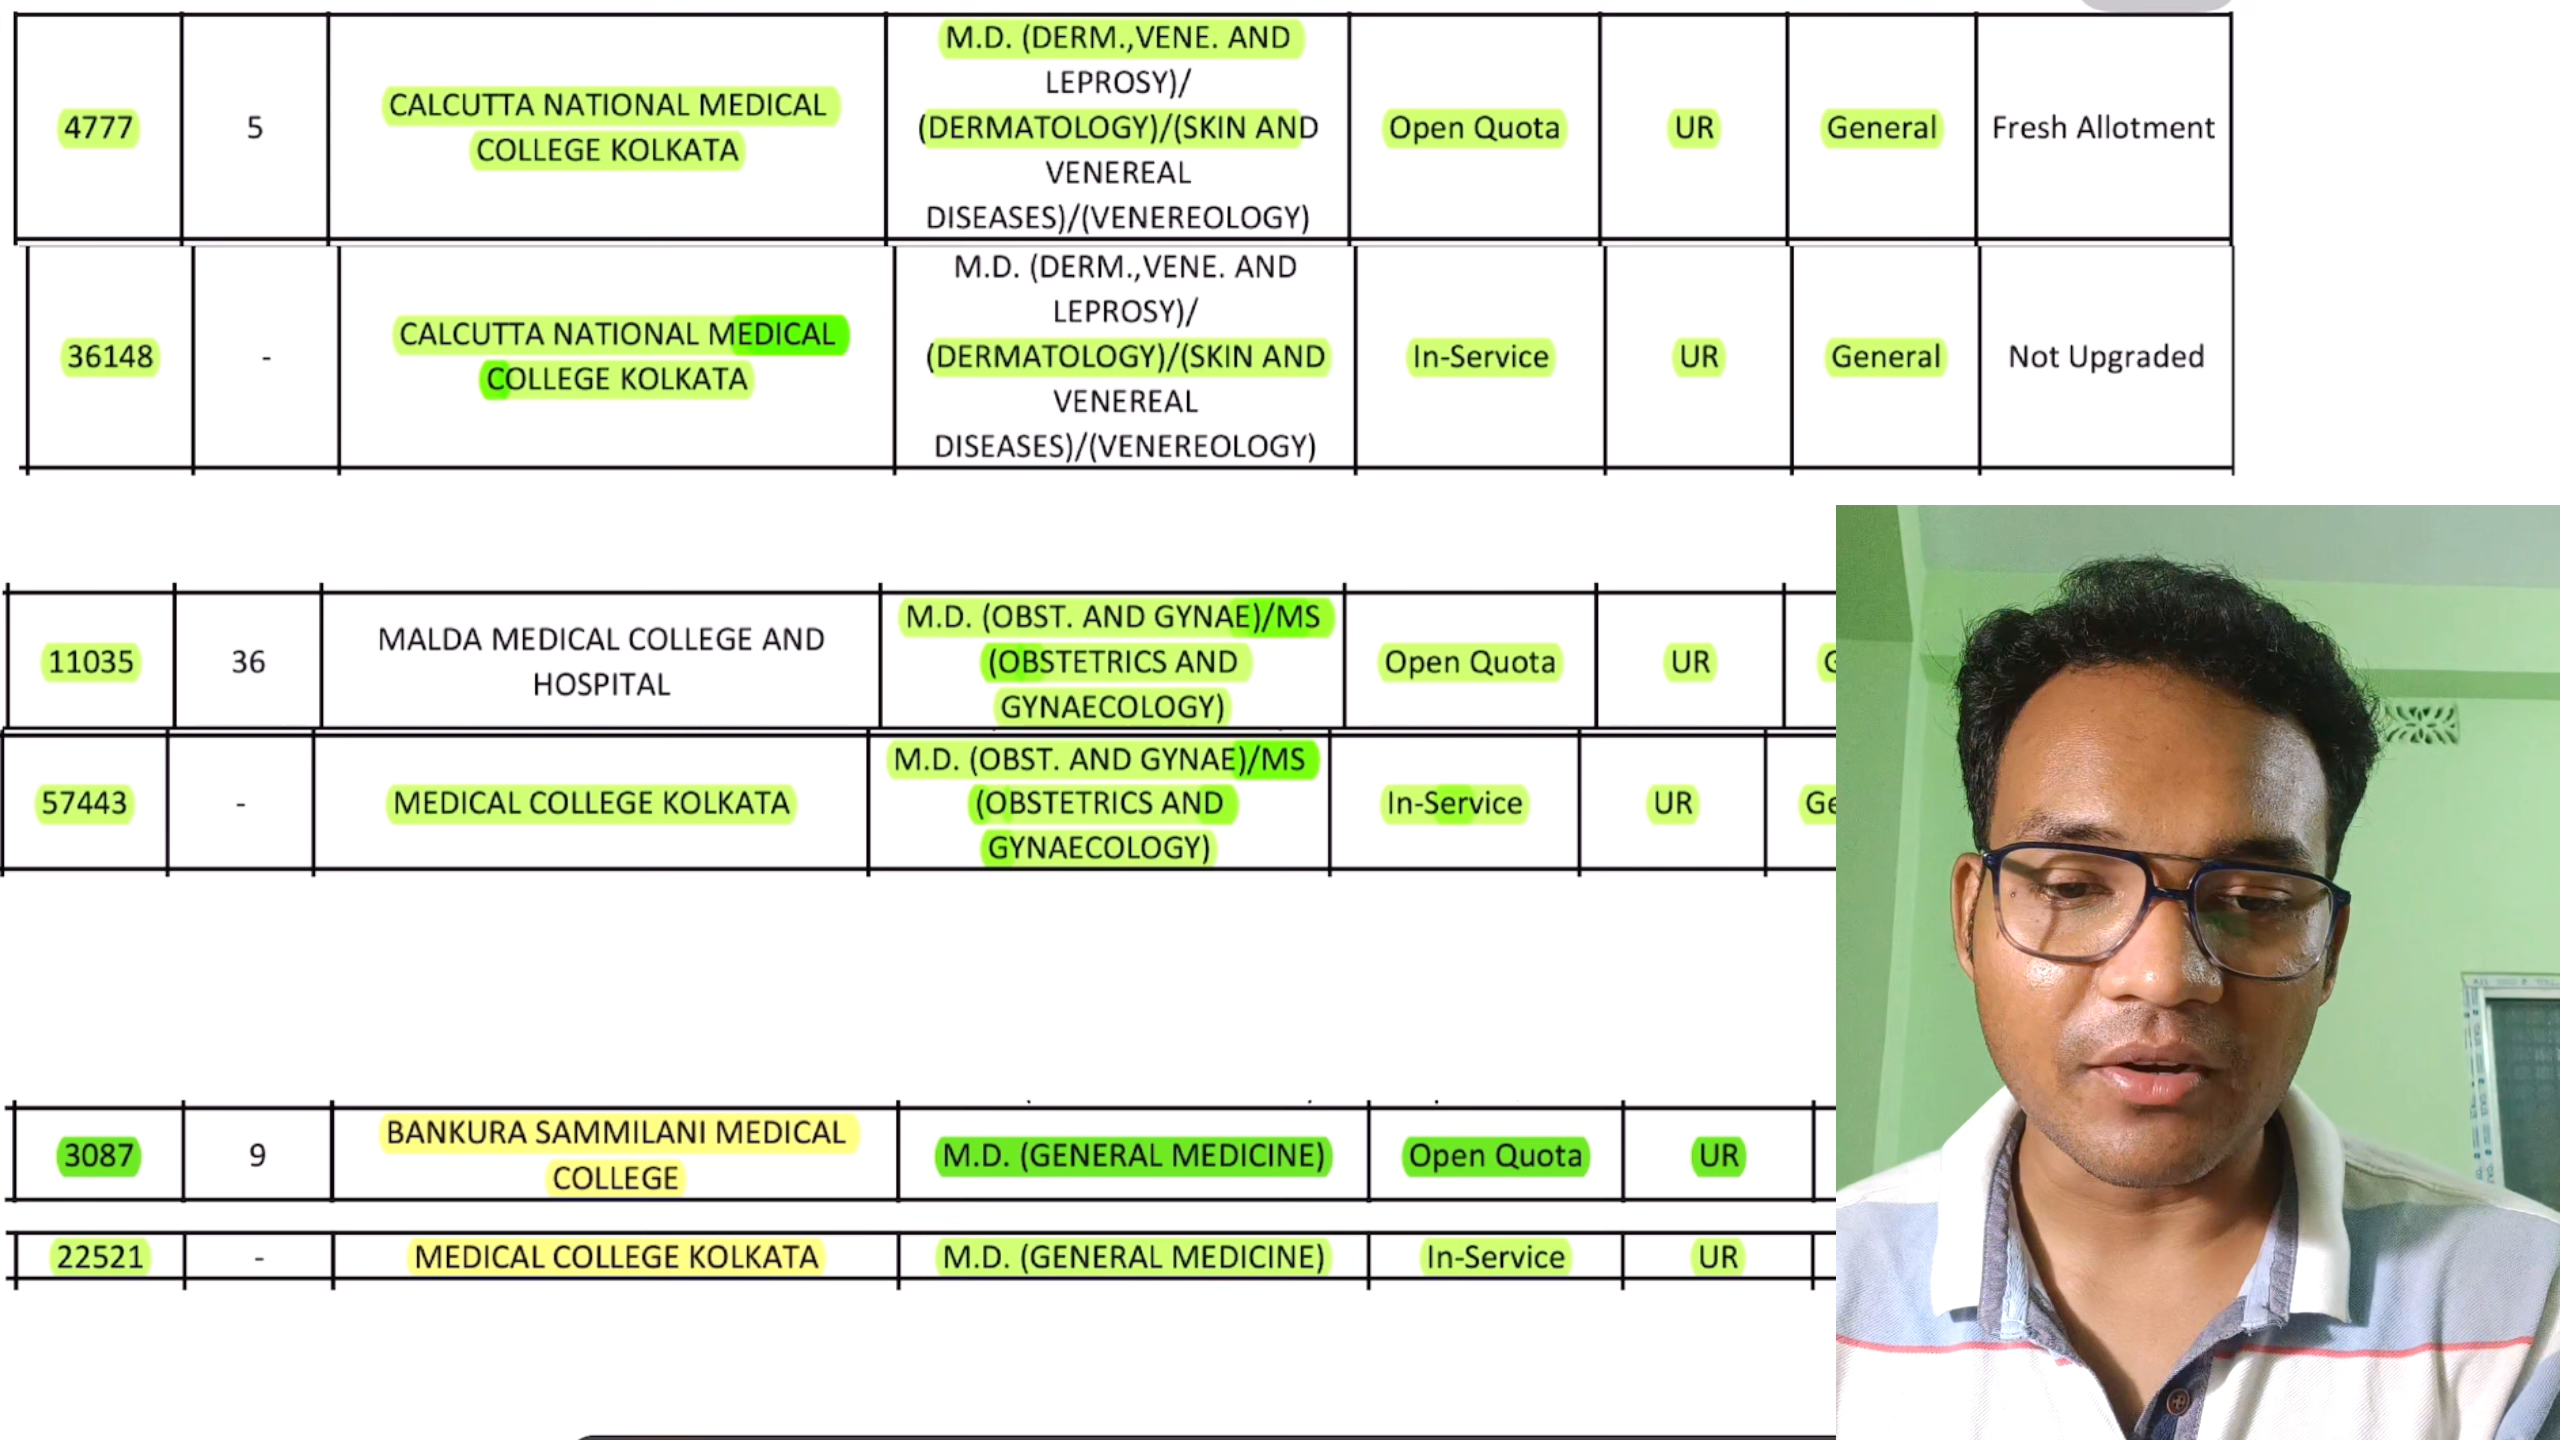 4777
5
CALCUTTA NATIONAL MEDICAL
COLLEGE KOLKATA
M.D. (DERM.,VENE. AND
LEPROSY)/
(DERMATOLOGY)/(SKIN AND
VENEREAL
DISEASES)/(VENEREOLOGY)
Open Quota
UR
General
Fresh Allotment
36148
-
CALCUTTA NATIONAL MEDICAL
COLLEGE KOLKATA
M.D. (DERM.,VENE. AND
LEPROSY)/
(DERMATOLOGY)/(SKIN AND
VENEREAL
DISEASES)/(VENEREOLOGY)
In-Service
UR
General
Not Upgraded
11035
36
MALDA MEDICAL COLLEGE AND
HOSPITAL
M.D. (OBST. AND GYNAE)/MS
(OBSTETRICS AND
GYNAECOLOGY)
Open Quota
UR
G
57443
-
MEDICAL COLLEGE KOLKATA
M.D. (OBST. AND GYNAE)/MS
(OBSTETRICS AND
GYNAECOLOGY)
In-Service
UR
Ge
3087
9
BANKURA SAMMILANI MEDICAL
COLLEGE
M.D. (GENERAL MEDICINE)
Open Quota
UR
22521
-
MEDICAL COLLEGE KOLKATA
M.D. (GENERAL MEDICINE)
In-Service
UR